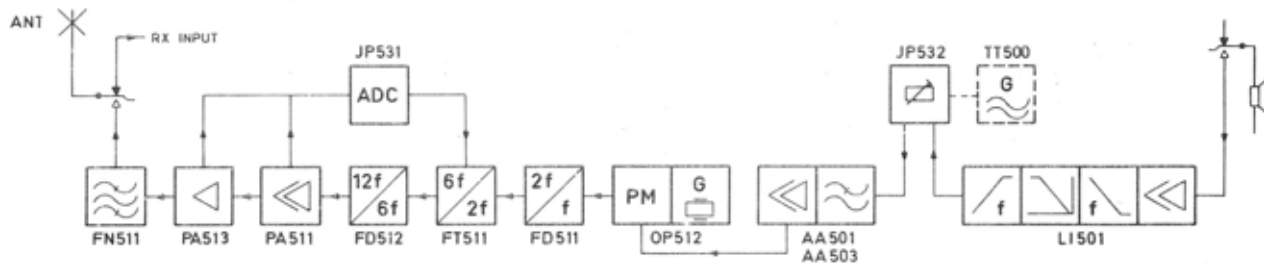 ANT
RX INPUT
JP531
ADC
JP532
TT500
G
12f
6f
6f
2f
2f
f
PM
G
f
f
FN511
PA513
PA511
FD512
FT511
FD511
OP512
AA501
AA503
LI501